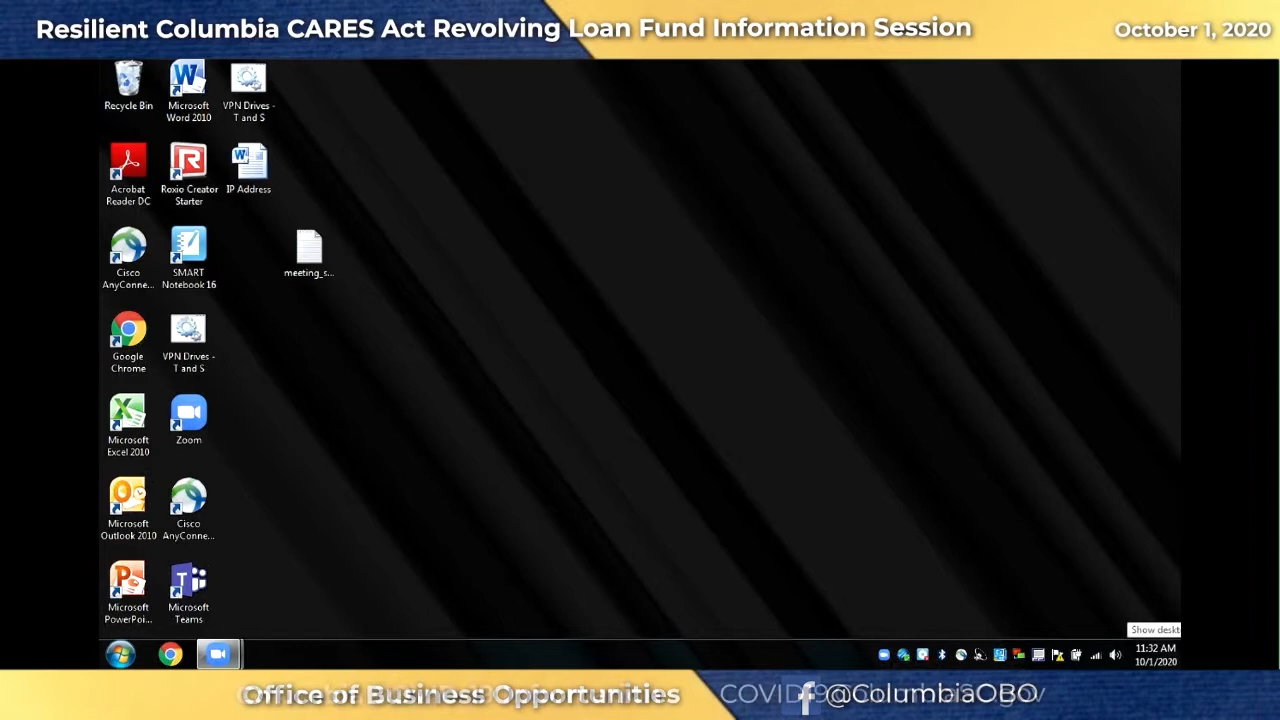 Resilient Columbia CARES Act Revolving Loan Fund Information Session
October 1, 2020
Recycle Bin
Microsoft
Word 2010
VPN Drives -
T and S
Acrobat
Reader DC
Roxio Creator
Starter
IP Address
Cisco
AnyConne...
SMART
Notebook 16
meeting_s...
Google
Chrome
VPN Drives -
T and S
Microsoft
Excel 2010
Zoom
Microsoft
Outlook 2010
Cisco
AnyConne...
Microsoft
PowerPoi...
Microsoft
Teams
Show deskt
11:32 AM
10/1/2020
Office of Business Opportunities
@ColumbiaOBO